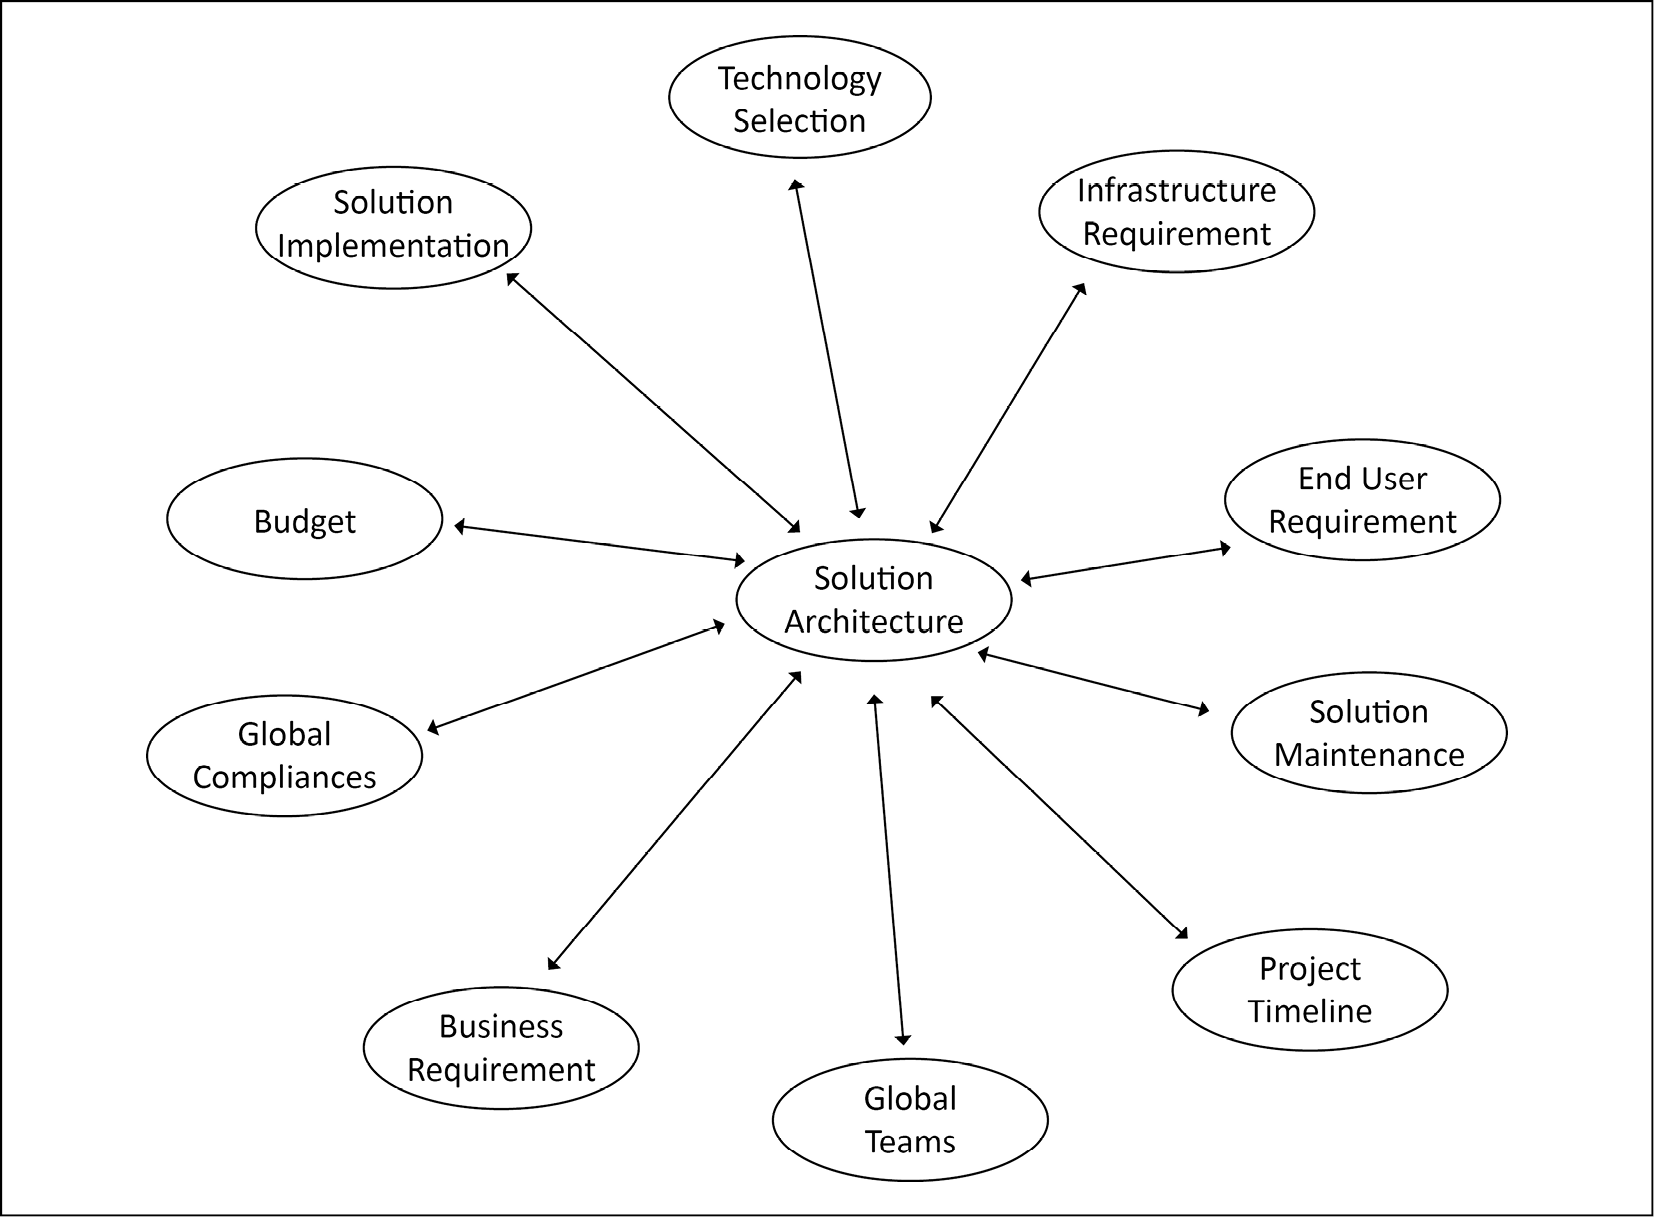 Technology
Selection
Solution
Implementation
Infrastructure
Requirement
Budget
End User
Requirement
Solution
Architecture
Global
Compliances
Solution
Maintenance
Business
Requirement
Project
Timeline
Global
Teams